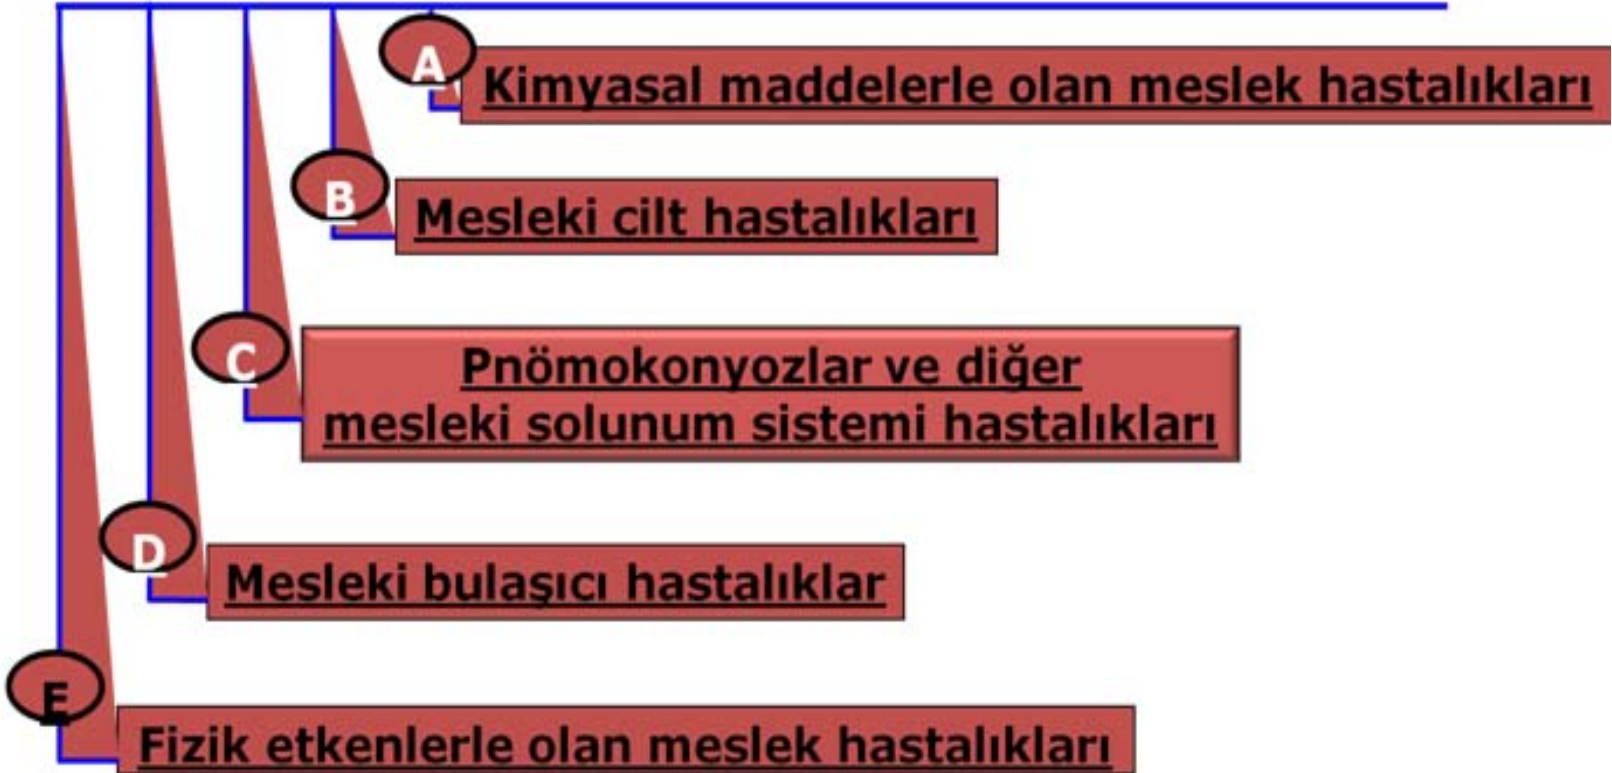 A
Kimyasal maddelerle olan meslek hastalıkları
B
Mesleki cilt hastalıkları
C
Pnömokonyozlar ve diğer
mesleki solunum sistemi hastalıkları
D
Mesleki bulaşıcı hastalıklar
E
Fizik etkenlerle olan meslek hastalıkları